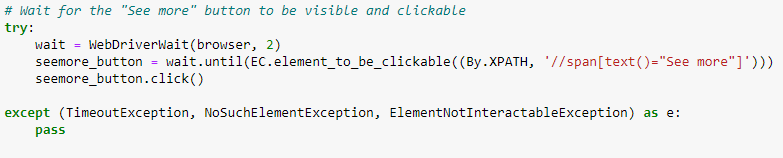 # Wait for the "See more" button to be visible and clickable
try:
    wait = WebDriverWait(browser, 2)
    seemore_button = wait.until(EC.element_to_be_clickable((By.XPATH, '//span[text()="See more"]')))
    seemore_button.click()
except (TimeoutException, NoSuchElementException, ElementNotInteractableException) as e:
    pass